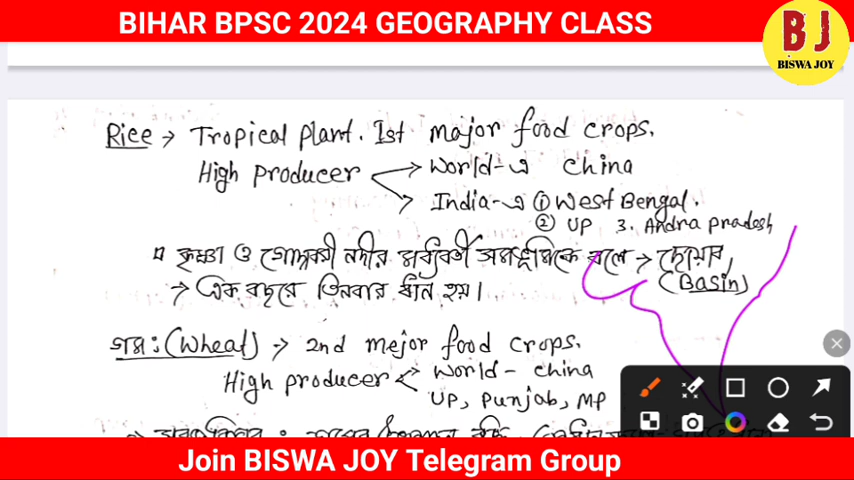 BIHAR BPSC 2024 GEOGRAPHY CLASS
BJ
BISWA JOY
Rice → Tropical Plant. Ist major food crops.
High Producer → World-এ China
→ India-এ ① West Bengal.
② UP 3. Andra pradesh
কৃষ্ণা ও গোদাবরী নদীর মধ্যবর্তী বলে →
(Basin)
→ এক বছরে তিনবার ধান হয়।
গম: (Wheat) → 2nd mejor food crops.
High producer < World - China
UP, Punjab, MP
Join BISWA JOY Telegram Group